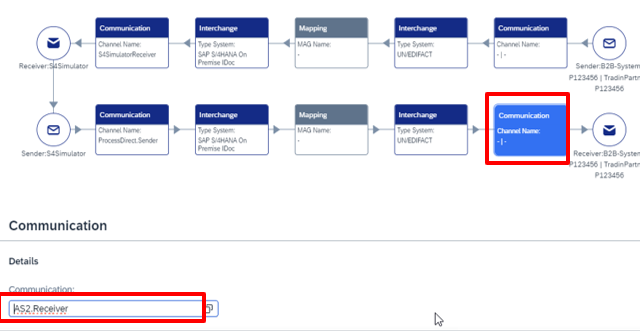 Communication
Channel Name:
S4SimulatorReceiver
Interchange
Type System:
SAP S/4HANA On
Premise IDoc
Mapping
MAG Name:
-
Interchange
Type System:
UN/EDIFACT
Communication
Channel Name:
- | -
Receiver:S4Simulator
Sender:B2B-System
P123456 | TradinPartn
P123456
Communication
Channel Name:
ProcessDirect.Sender
Interchange
Type System:
SAP S/4HANA On
Premise IDoc
Mapping
MAG Name:
-
Interchange
Type System:
UN/EDIFACT
Communication
Channel Name:
- | -
Sender:S4Simulator
Receiver:B2B-System
P123456 | TradinPartn
P123456
Communication
Details
Communication:
AS2.Receiver